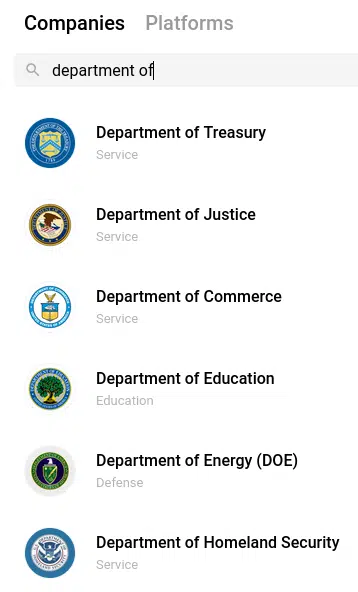 Companies Platforms
department of
Department of Treasury
Service
Department of Justice
Service
Department of Commerce
Service
Department of Education
Education
Department of Energy (DOE)
Defense
Department of Homeland Security
Service